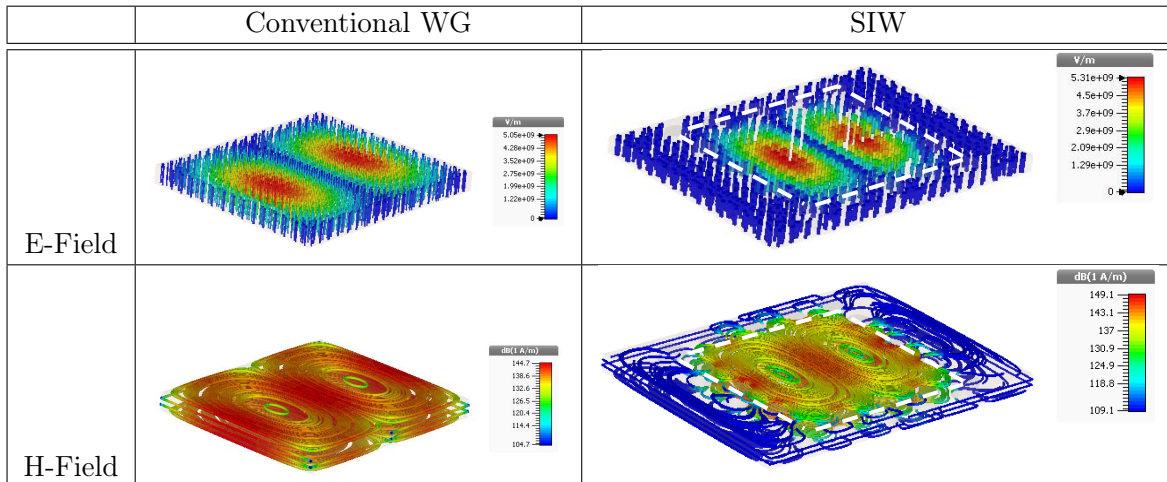 Conventional WG
SIW
E-Field
V/m
5.05e+09
4.28e+09
3.52e+09
2.75e+09
1.99e+09
1.22e+09
0
V/m
5.31e+09
4.5e+09
3.7e+09
2.9e+09
2.09e+09
1.29e+09
0
H-Field
dB(1 A/m)
144.7
138.6
132.6
126.5
120.4
114.4
104.7
dB(1 A/m)
149.1
143.1
137
130.9
124.9
118.8
109.1